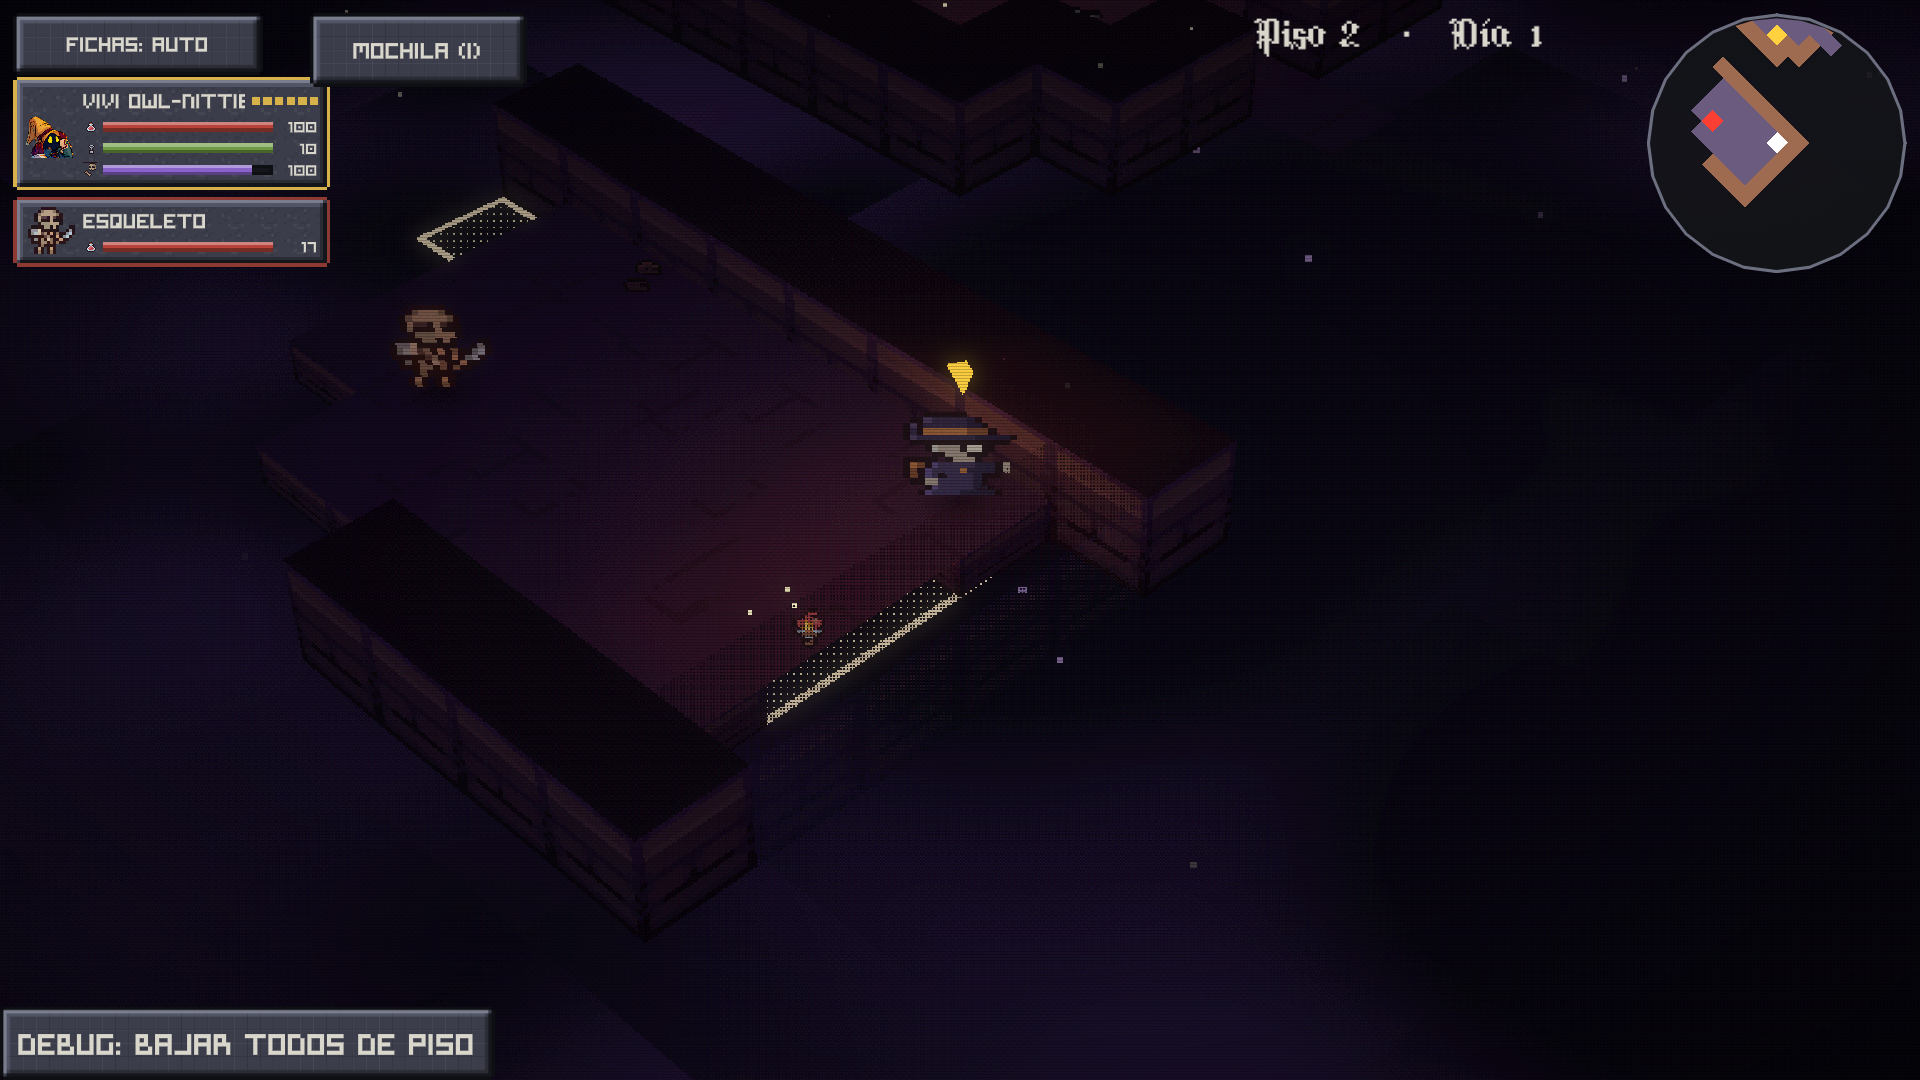 FICHAS: AUTO
MOCHILA (I)
Piso 2 · Día 1
VIVI OWL-NITTIE
100
10
100
ESQUELETO
17
DEBUG: BAJAR TODOS DE PISO